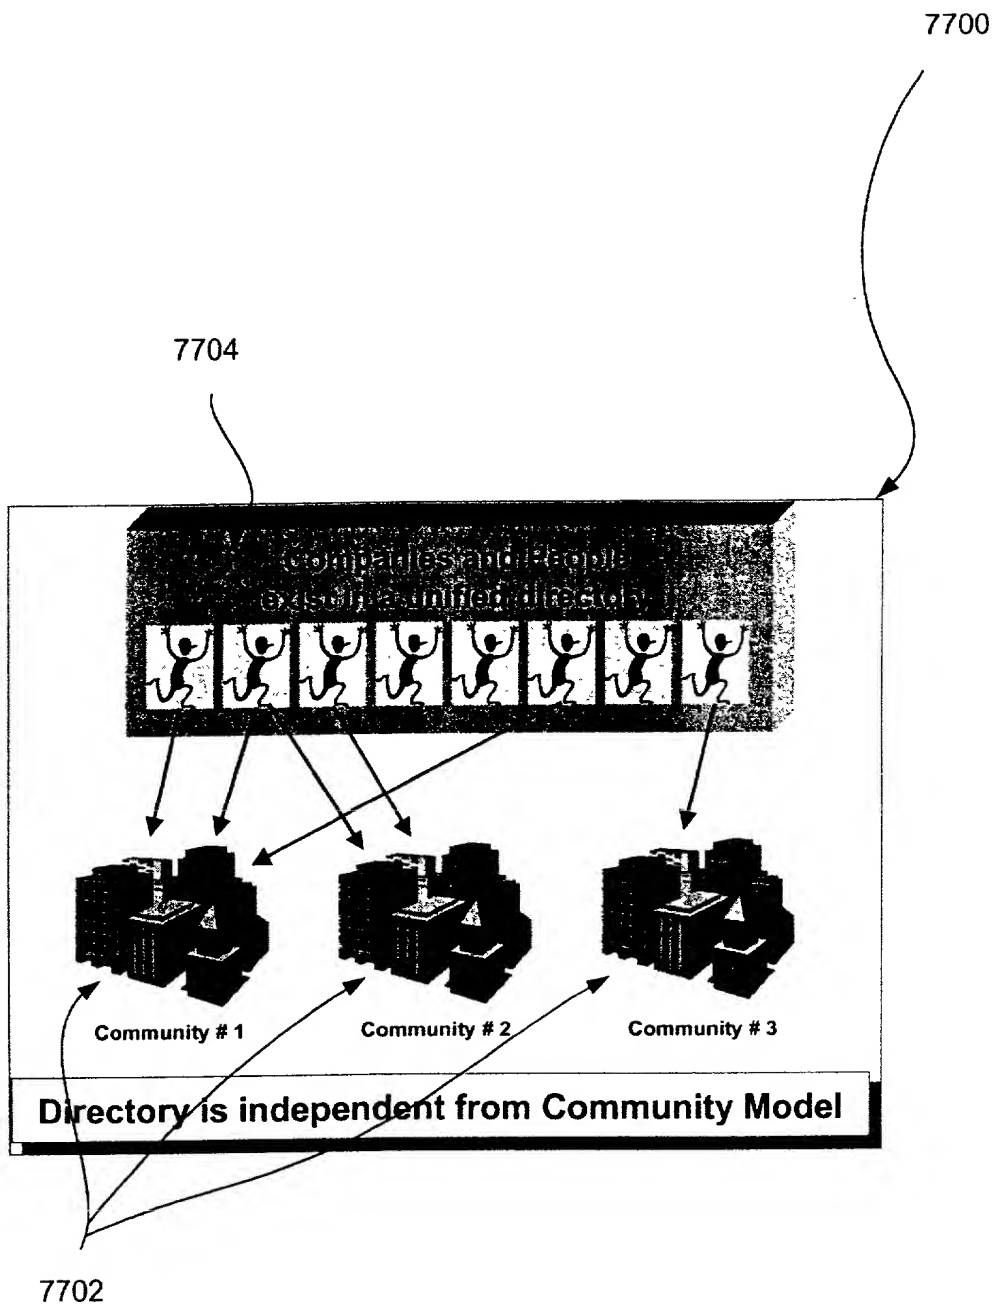 7700
7704
Companies and People
exist in a unified directory
Community # 1
Community # 2
Community # 3
Directory is independent from Community Model
7702